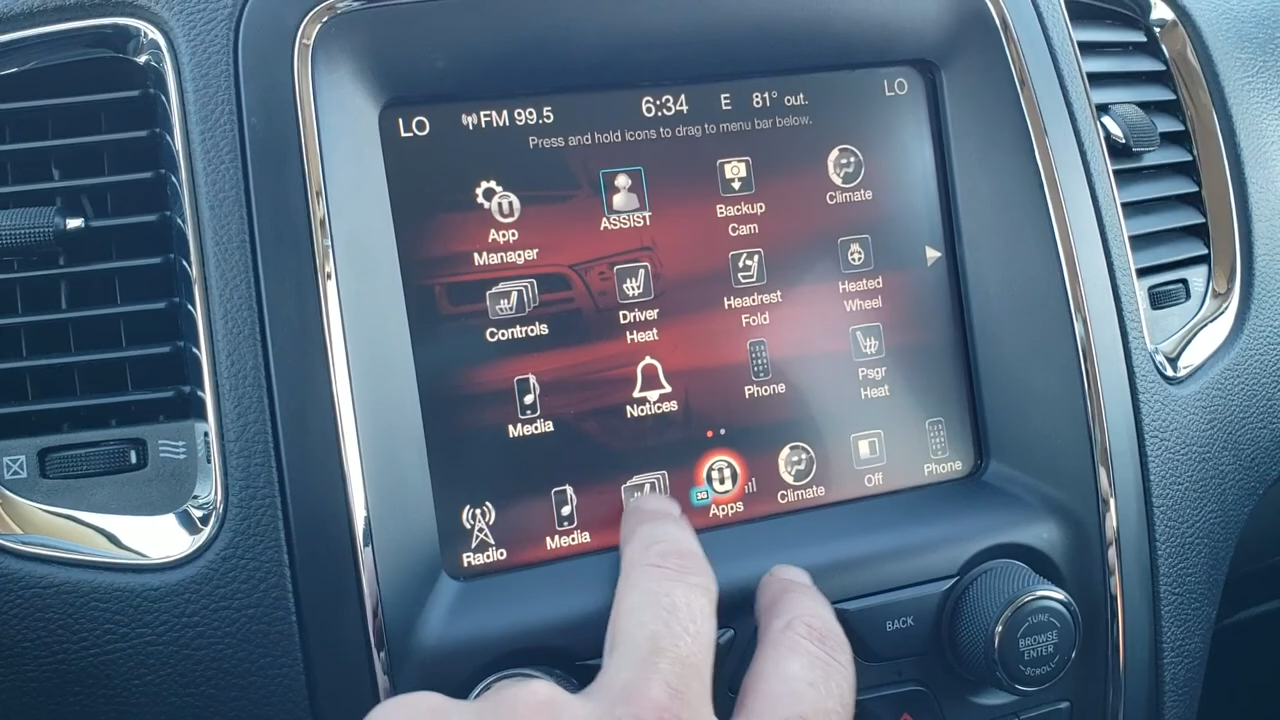 LO
FM 99.5
6:34
E
81° out.
LO
Press and hold icons to drag to menu bar below.
App
Manager
ASSIST
Backup
Cam
Climate
Controls
Driver
Heat
Headrest
Fold
Heated
Wheel
Media
Notices
Phone
Psgr
Heat
Radio
Media
3G
Apps
Climate
Off
Phone
BACK
TUNE
BROWSE
ENTER
SCROLL